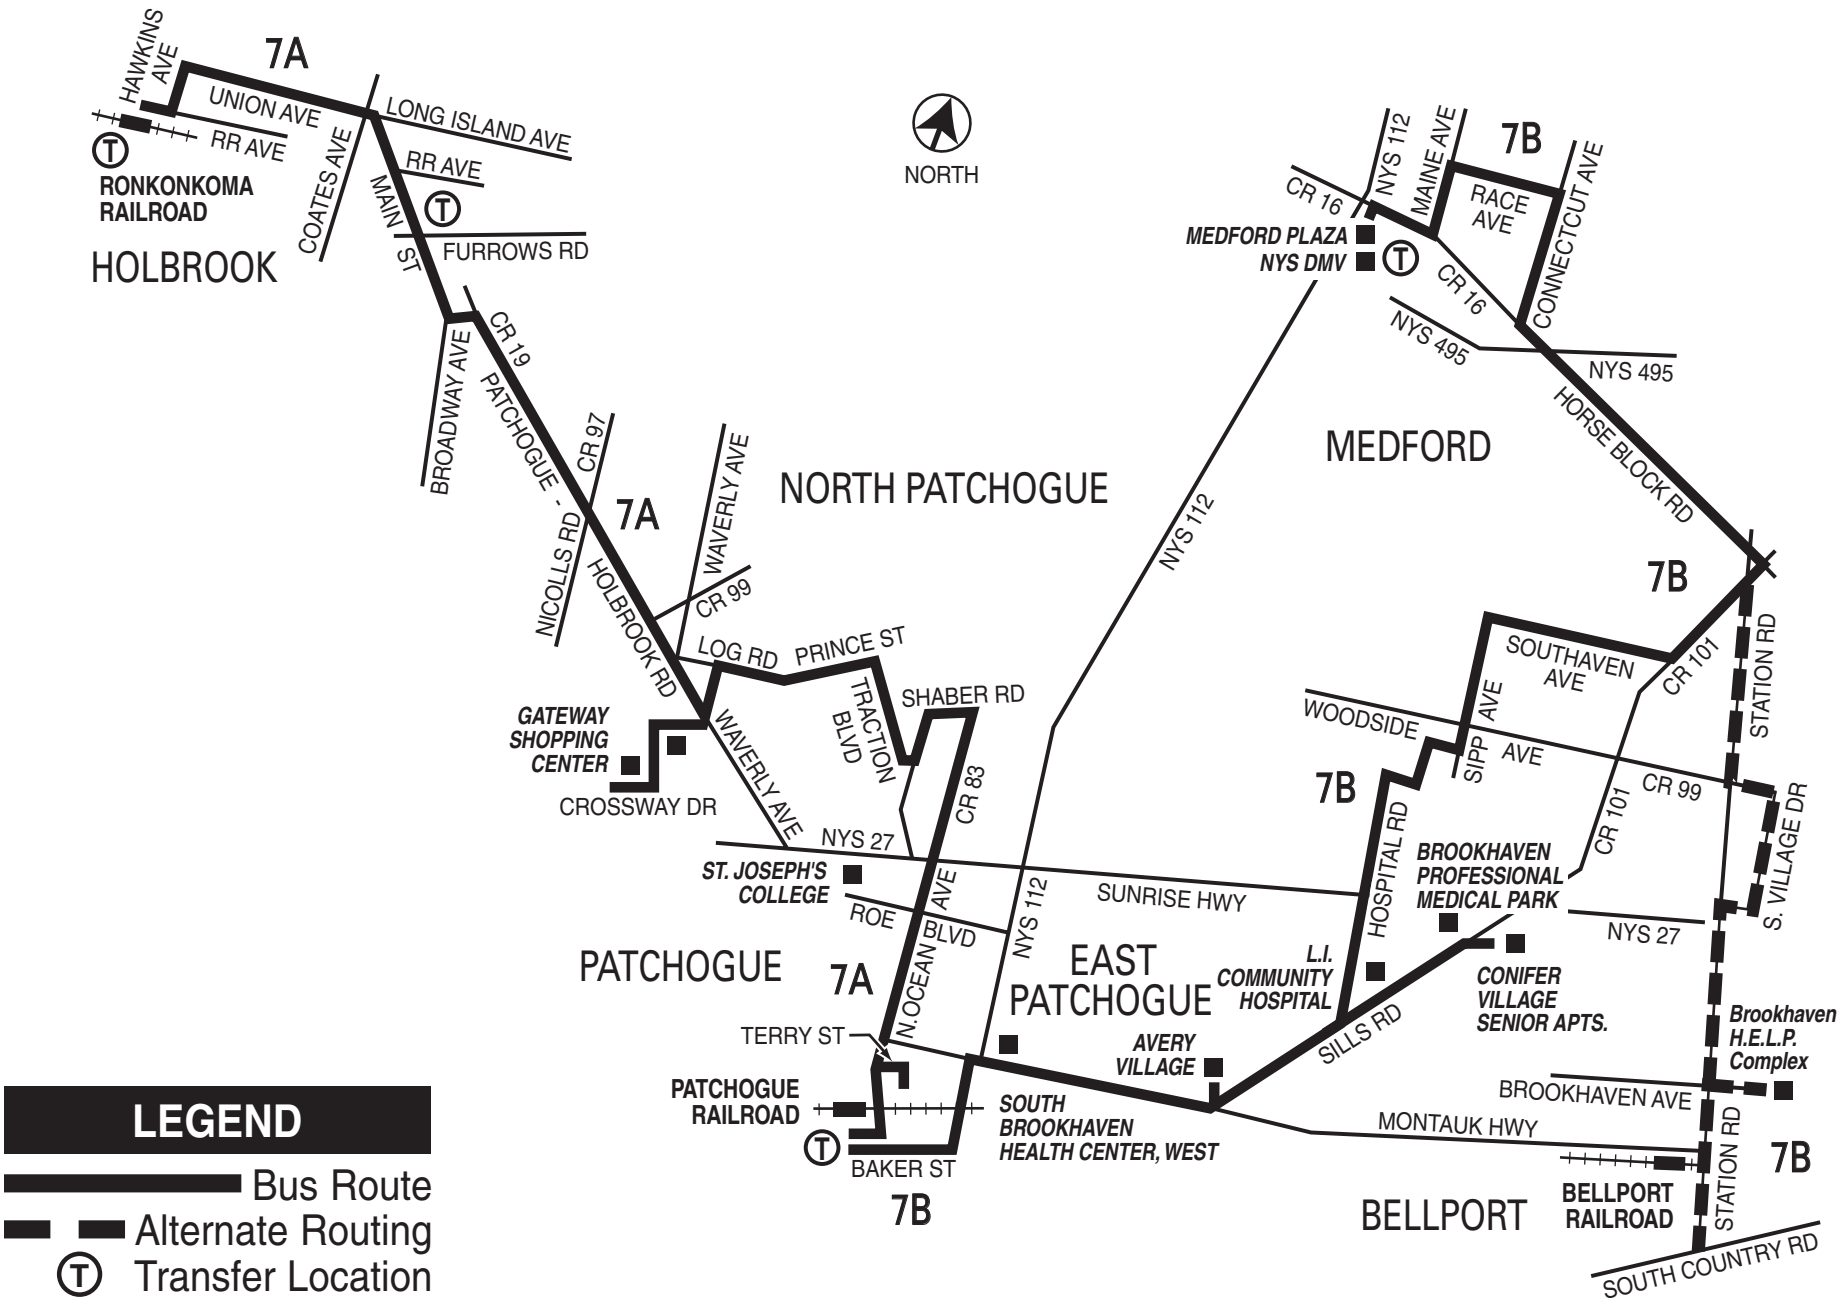 HAWKINS
AVE
7A
UNION AVE
LONG ISLAND AVE
RR AVE
T
RONKONKOMA
RAILROAD
COATES AVE
RR AVE
T
MAIN ST
FURROWS RD
HOLBROOK
NORTH
CR 19
BROADWAY AVE
PATCHOGUE - HOLBROOK RD
NICOLLS RD
CR 97
7A
WAVERLY AVE
CR 99
NORTH PATCHOGUE
LOG RD
PRINCE ST
TRACTION
BLVD
SHABER RD
GATEWAY
SHOPPING
CENTER
CROSSWAY DR
WAVERLY AVE
CR 83
NYS 27
ST. JOSEPH'S
COLLEGE
ROE BLVD
N.OCEAN AVE
PATCHOGUE
7A
TERRY ST
PATCHOGUE
RAILROAD
T
BAKER ST
7B
NYS 112
MAINE AVE
7B
CR 16
RACE
AVE
CONNECTCUT AVE
MEDFORD PLAZA
NYS DMV
T
CR 16
NYS 495
NYS 495
HORSE BLOCK RD
MEDFORD
NYS 112
7B
SOUTHAVEN
AVE
CR 101
STATION RD
WOODSIDE AVE
SIPP AVE
7B
CR 99
CR 101
S. VILLAGE DR
HOSPITAL RD
BROOKHAVEN
PROFESSIONAL
MEDICAL PARK
SUNRISE HWY
NYS 27
NYS 112
EAST
PATCHOGUE
L.I.
COMMUNITY
HOSPITAL
CONIFER
VILLAGE
SENIOR APTS.
SILLS RD
AVERY
VILLAGE
Brookhaven
H.E.L.P.
Complex
BROOKHAVEN AVE
SOUTH
BROOKHAVEN
HEALTH CENTER, WEST
MONTAUK HWY
STATION RD
7B
BELLPORT
RAILROAD
BELLPORT
SOUTH COUNTRY RD
LEGEND
Bus Route
Alternate Routing
T Transfer Location